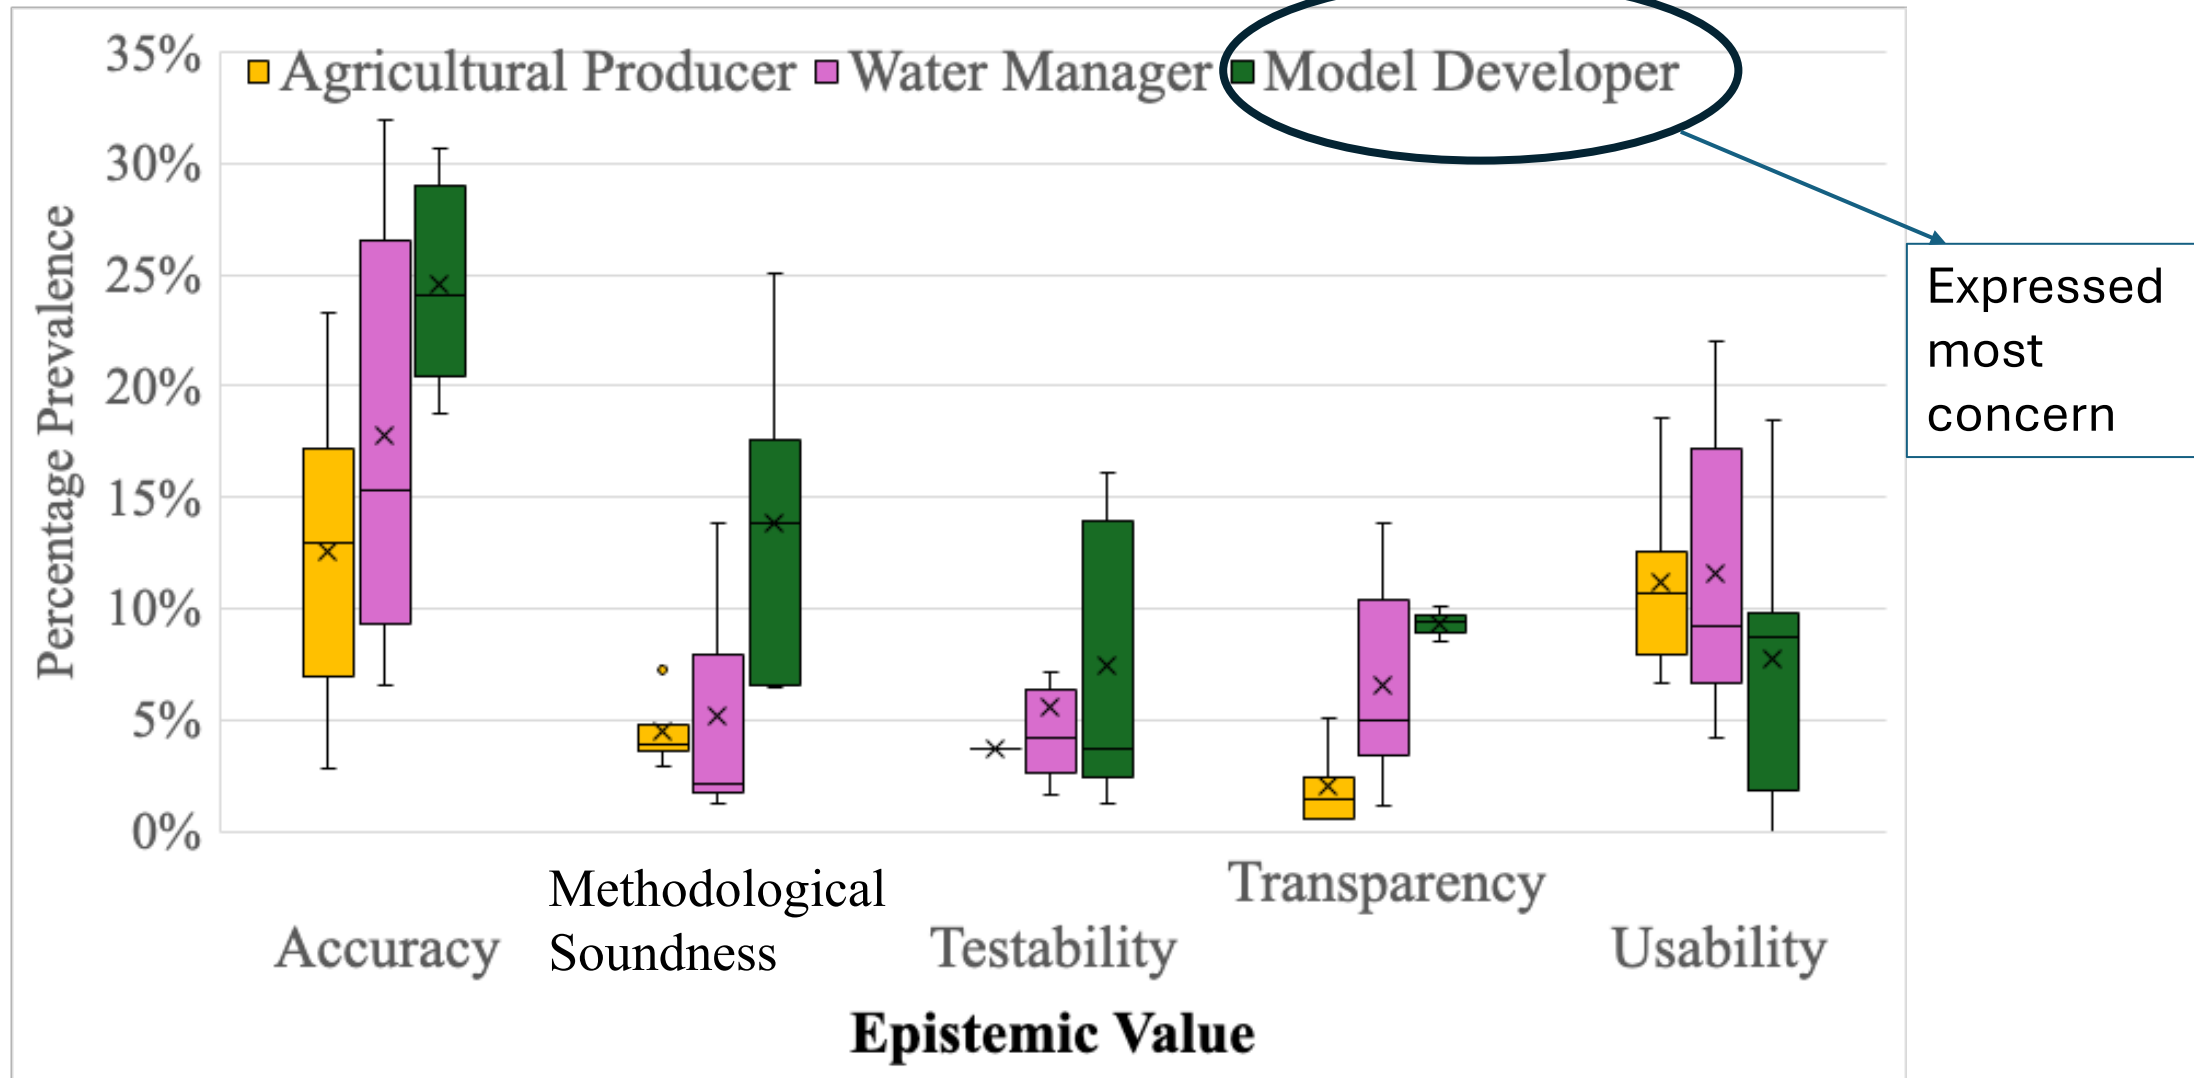 35%
Agricultural Producer Water Manager Model Developer
30%
25%
20%
15%
10%
5%
0%
Percentage Prevalence
Expressed
most
concern
Accuracy
Methodological
Soundness
Testability
Transparency
Usability
Epistemic Value